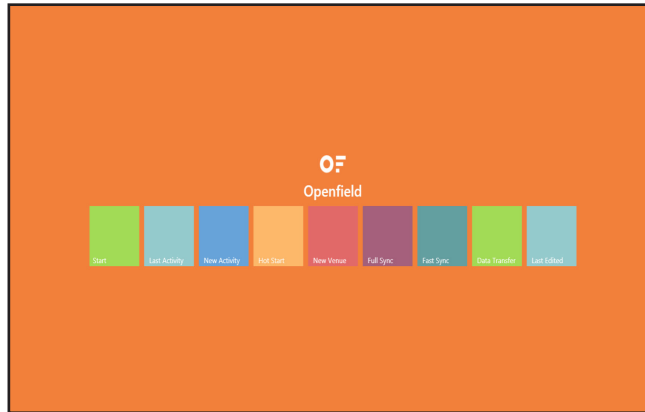 OF
Openfield
Start Last Activity New Activity Hot Start New Venue Full Sync Fast Sync Data Transfer Last Edited